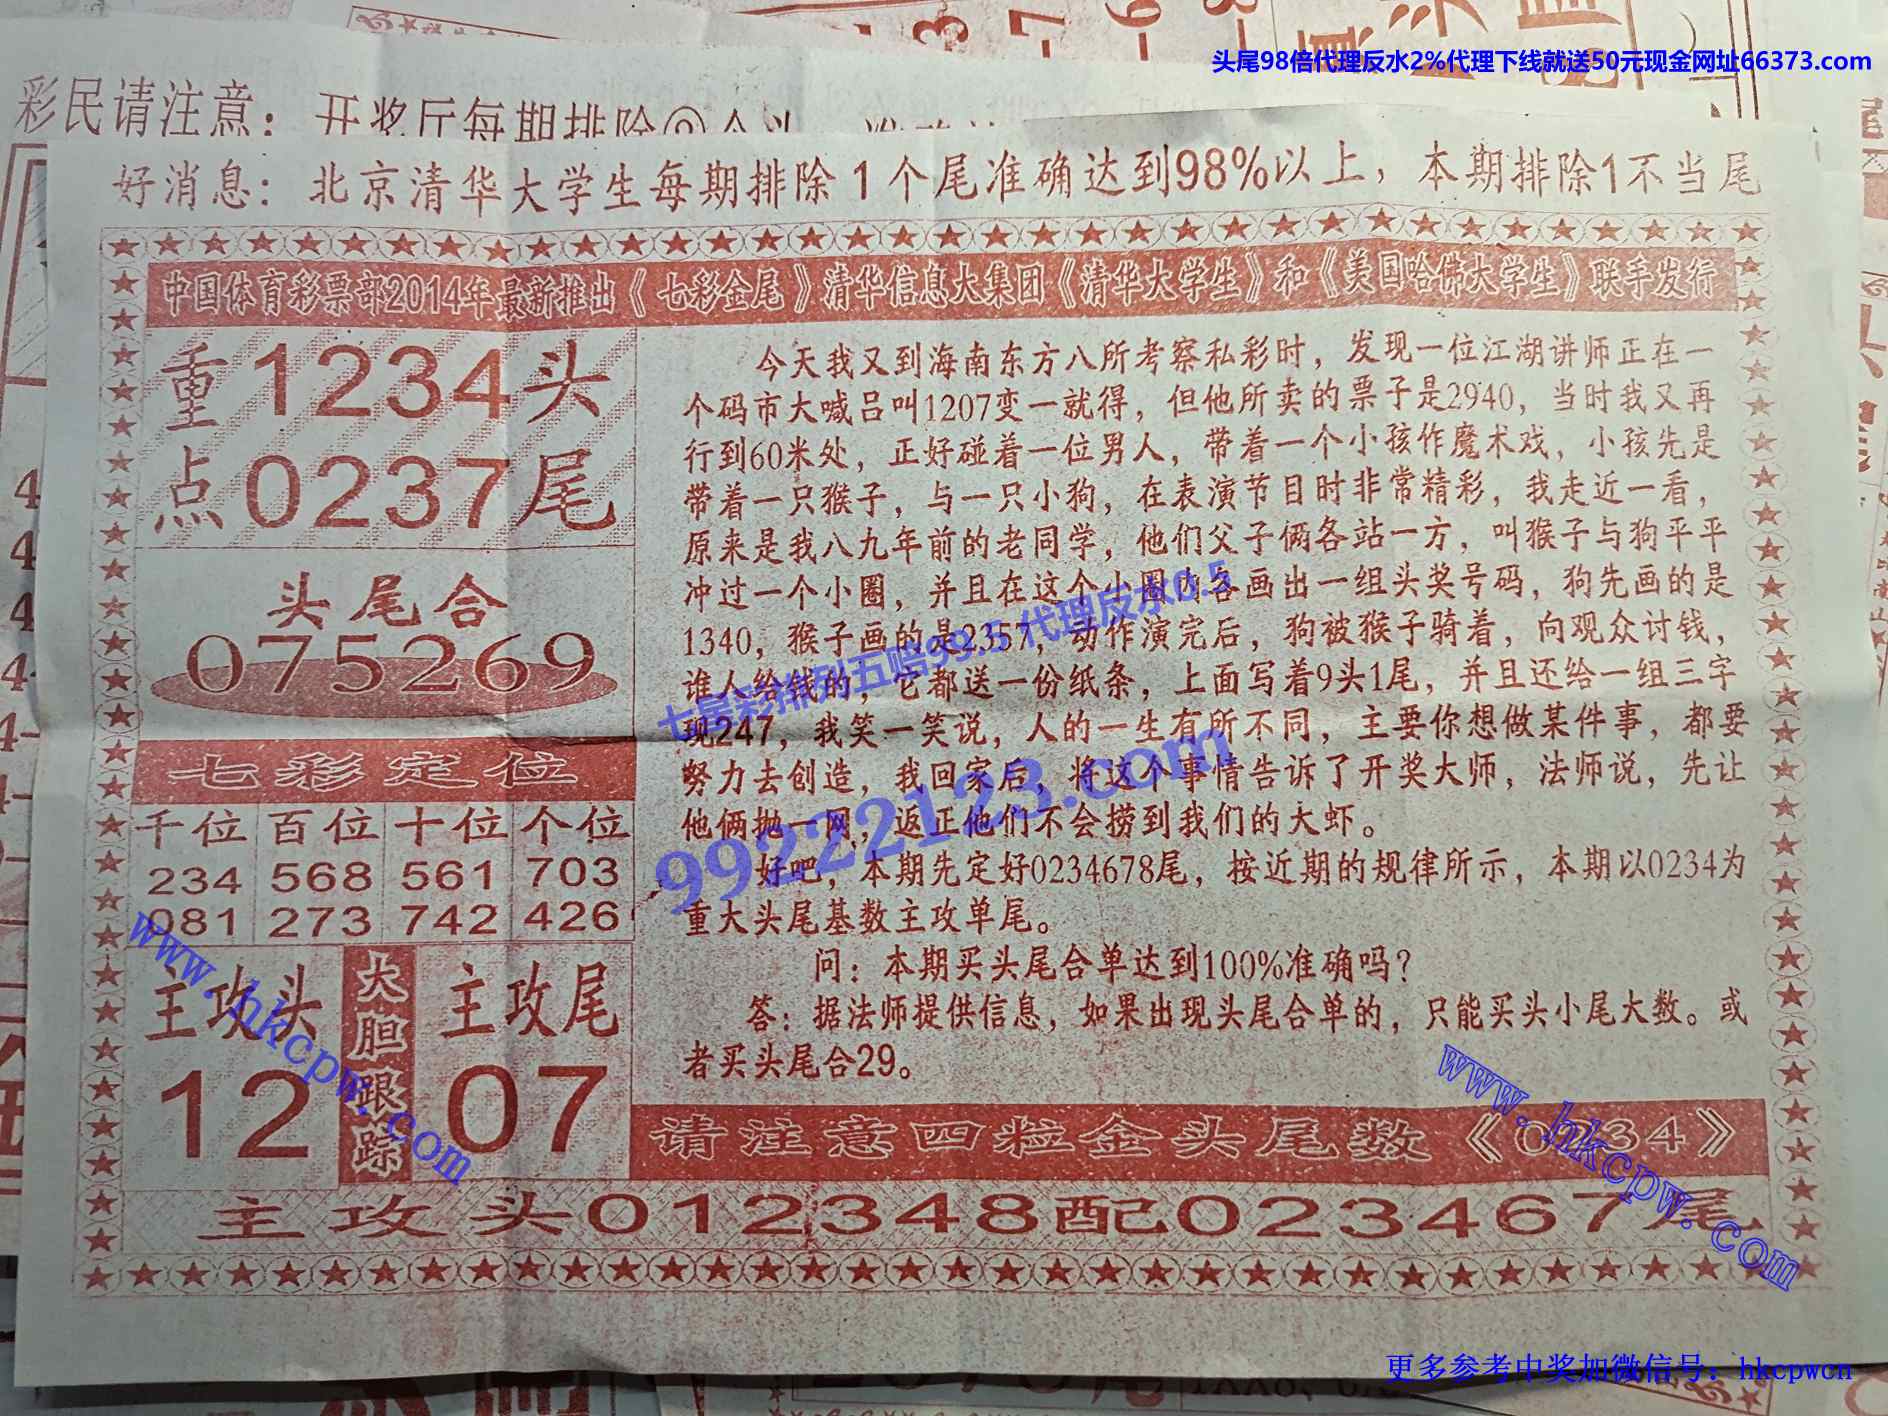 头尾98倍代理反水2%代理下线就送50元现金网址66373.com
彩民请注意：开奖厅每期排除
好消息：北京清华大学生每期排除1个尾准确达到98%以上，本期排除1不当尾
中国体育彩票部2014年最新推出《七彩金尾》清华信息大集团《清华大学生》和《美国哈佛大学生》联手发行
重1234头
点0237尾
头尾合
075269
七彩定位
千位 百位 十位 个位
234 568 561 703
081 273 742 426
主攻头
12
大胆跟踪
主攻尾
07
今天我又到海南东方八所考察私彩时，发现一位江湖讲师正在一
个码市大喊吕叫1207变一就得，但他所卖的票子是2940，当时我又再
行到60米处，正好碰着一位男人，带着一个小孩作魔术戏，小孩先是
带着一只猴子，与一只小狗，在表演节目时非常精彩，我走近一看，
原来是我八九年前的老同学，他们父子俩各站一方，叫猴子与狗平平
冲过一个小圈，并且在这个小圈内各画出一组头奖号码，狗先画的是
1340，猴子画的是2357，动作演完后，狗被猴子骑着，向观众讨钱，
谁人给钱的，它都送一份纸条，上面写着9头1尾，并且还给一组三字
现247，我笑一笑说，人的一生有所不同，主要你想做某件事，都要
努力去创造，我回家后，将这个事情告诉了开奖大师，法师说，先让
他俩抛一网，返正他们不会捞到我们的大虾。
好吧，本期先定好0234678尾，按近期的规律所示，本期以0234为
重大头尾基数主攻单尾。
问：本期买头尾合单达到100%准确吗？
答：据法师提供信息，如果出现头尾合单的，只能买头小尾大数。或
者买头尾合29。
请注意四粒金头尾数《0234》
主攻头012348配023467尾
七星彩排列五赔99.5 代理反水0.5
99222123.com
www.hkcpw.com
www.hkcpw.com
更多参考中奖加微信号：hkcpwcn